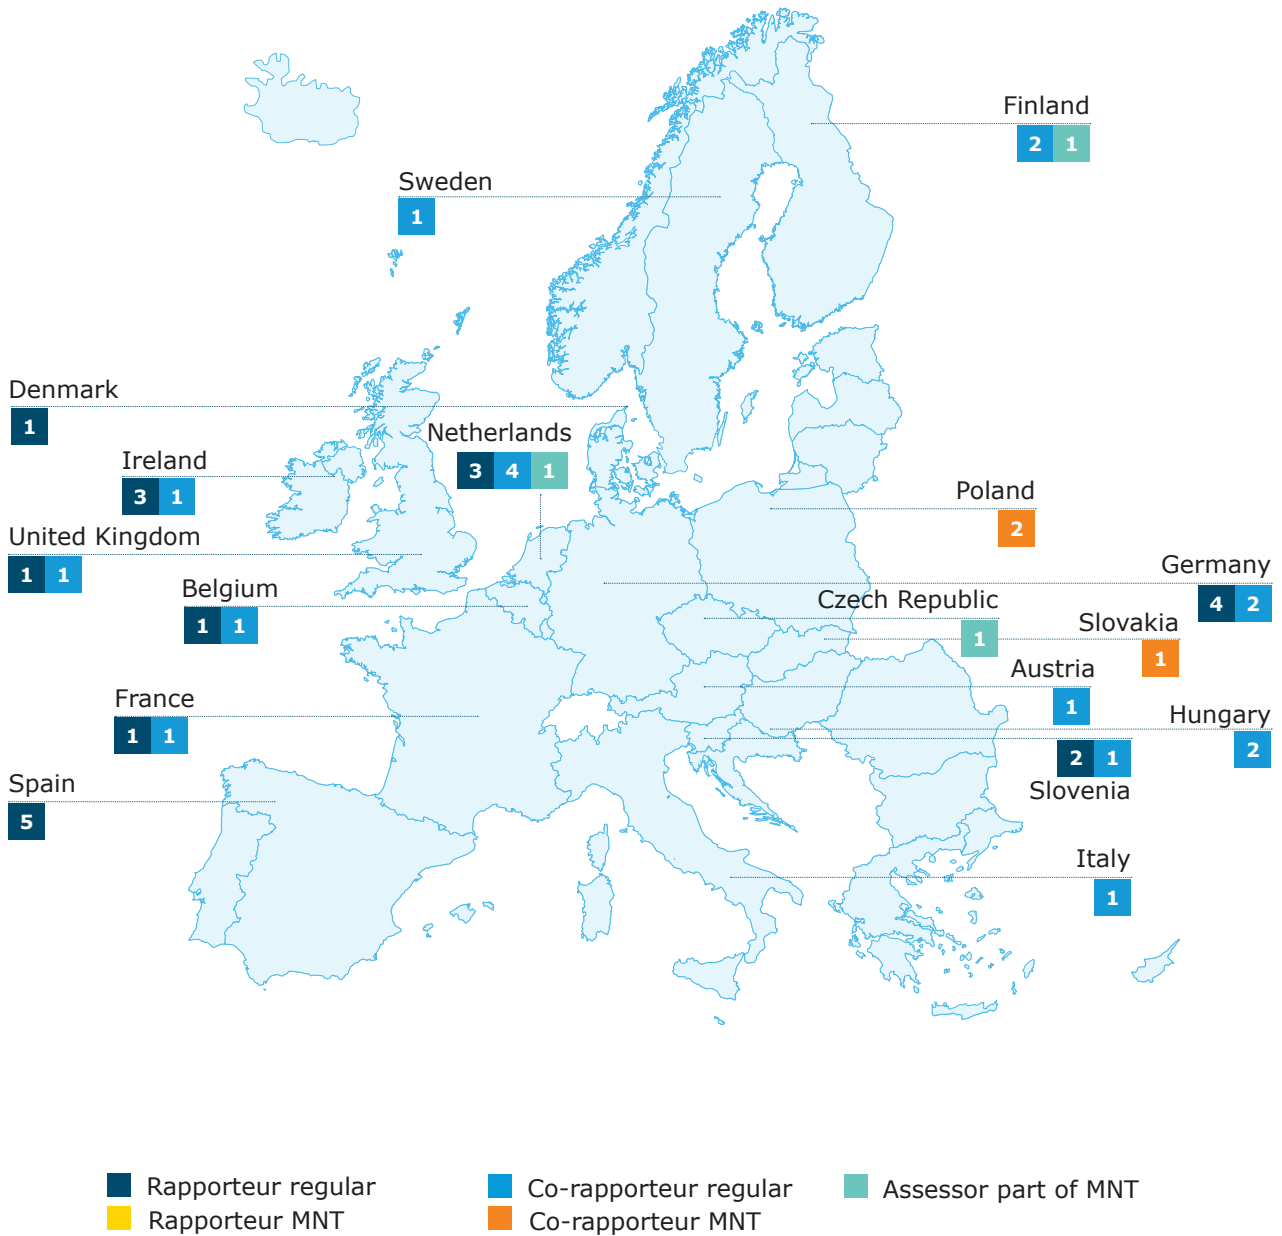 Finland
2 1
Sweden
1
Denmark
1
Netherlands
3 4 1
Ireland
3 1
Poland
2
United Kingdom
1 1
Germany
4 2
Belgium
1 1
Czech Republic
1
Slovakia
1
Austria
1
France
1 1
Hungary
2
2 1
Slovenia
Spain
5
Italy
1
Rapporteur regular
Co-rapporteur regular
Assessor part of MNT
Rapporteur MNT
Co-rapporteur MNT